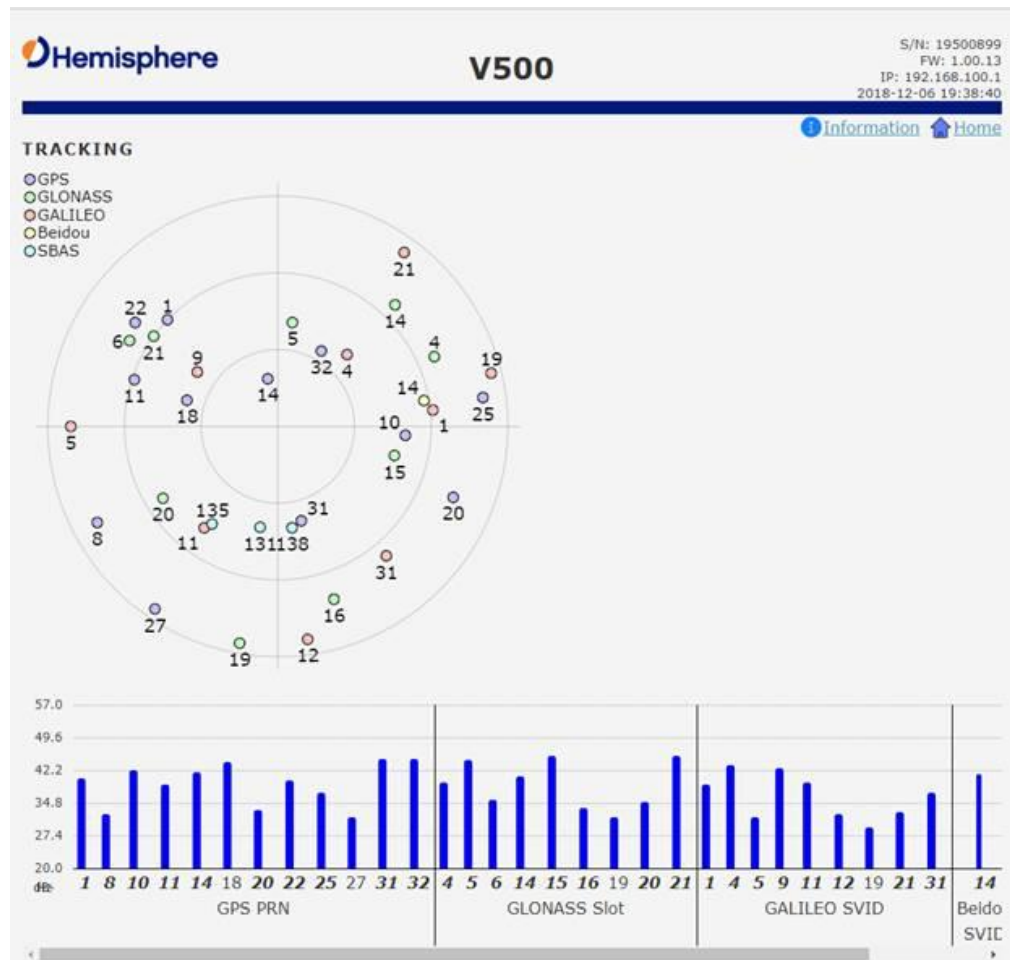 Hemisphere
V500
S/N: 19500899
FW: 1.00.13
IP: 192.168.100.1
2018-12-06 19:38:40
Information Home
TRACKING
GPS
GLONASS
GALILEO
Beidou
SBAS
21
22 1
14
5
6 21
4
9
32 4
19
11
14
14
18
25
10 1
5
15
20
20
135
31
8
11
131 138
31
16
27
19
12
57.0
49.6
42.2
34.8
27.4
20.0
1 8 10 11 14 18 20 22 25 27 31 32 4 5 6 14 15 16 19 20 21 1 4 5 9 11 12 19 21 31 14
GPS PRN GLONASS Slot GALILEO SVID Beido
SVID